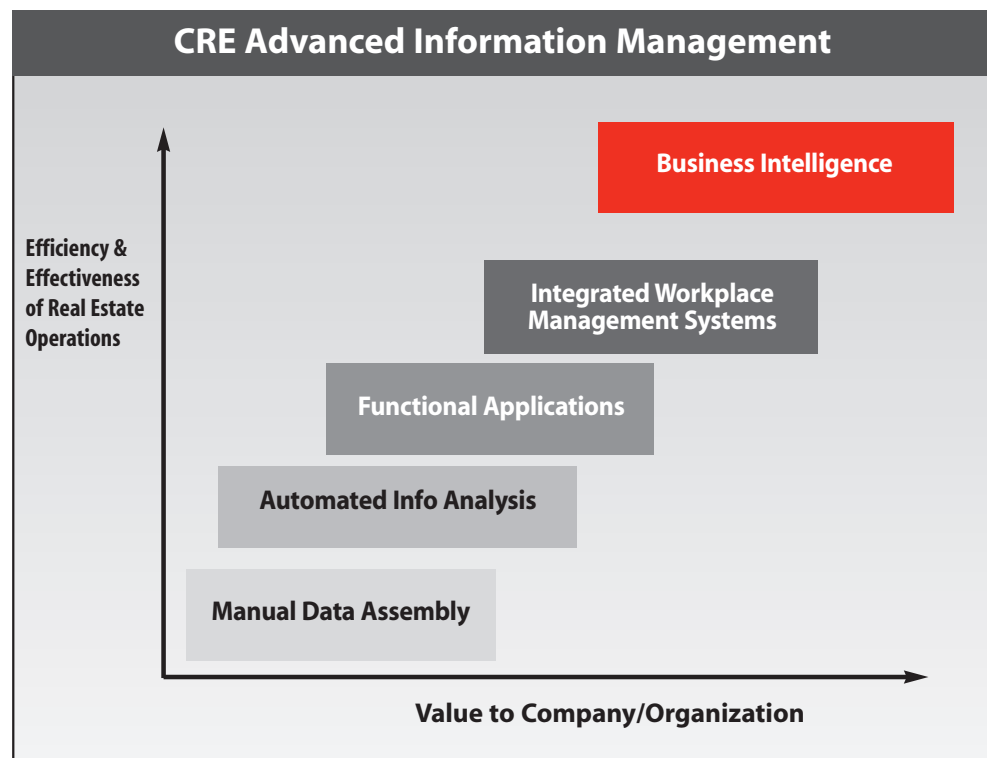 CRE Advanced Information Management
Business Intelligence
Efficiency &
Effectiveness
of Real Estate
Operations
Integrated Workplace
Management Systems
Functional Applications
Automated Info Analysis
Manual Data Assembly
Value to Company/Organization